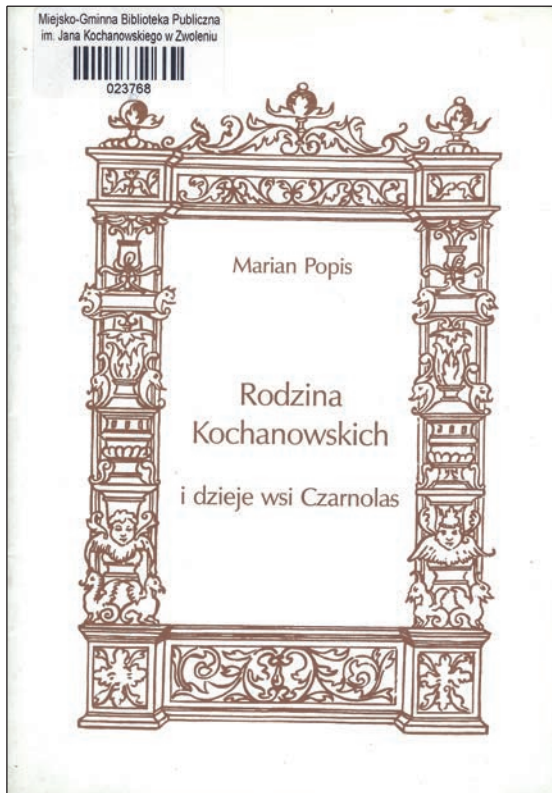 Miejsko-Gminna Biblioteka Publiczna
im. Jana Kochanowskiego w Zwoleniu
023768
Marian Popis
Rodzina
Kochanowskich
i dzieje wsi Czarnolas